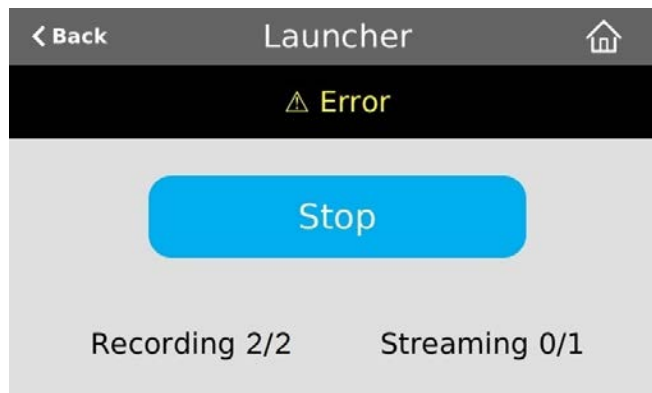 Back Launcher
⚠ Error
Stop
Recording 2/2 Streaming 0/1